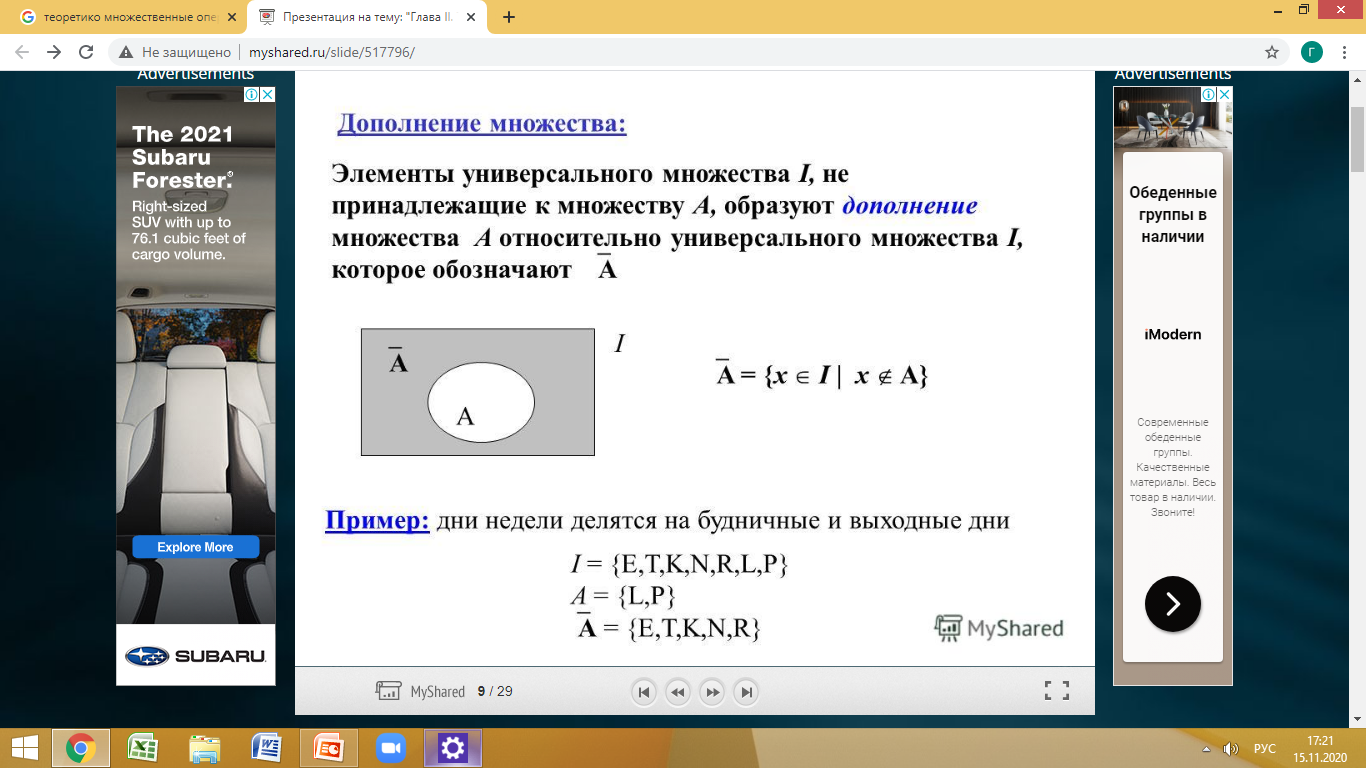 теоретико множественные опе
Презентация на тему: "Глава II.
Не защищено
myshared.ru/slide/517796/
Г
Advertisements
The 2021
Subaru
Forester.®
Right-sized
SUV with up to
76.1 cubic feet of
cargo volume.
Explore More
SUBARU
Дополнение множества:
Элементы универсального множества I, не
принадлежащие к множеству A, образуют дополнение
множества A относительно универсального множества I,
которое обозначают A̅
A̅
A
I
A̅ = {x ∈ I | x ∉ A}
Пример: дни недели делятся на будничные и выходные дни
I = {E,T,K,N,R,L,P}
A = {L,P}
A̅ = {E,T,K,N,R}
MyShared
MyShared 9 / 29
Advertisements
Обеденные
группы в
наличии
iModern
Современные
обеденные
группы.
Качественные
материалы. Весь
товар в наличии.
Звоните!
РУС
17:21
15.11.2020